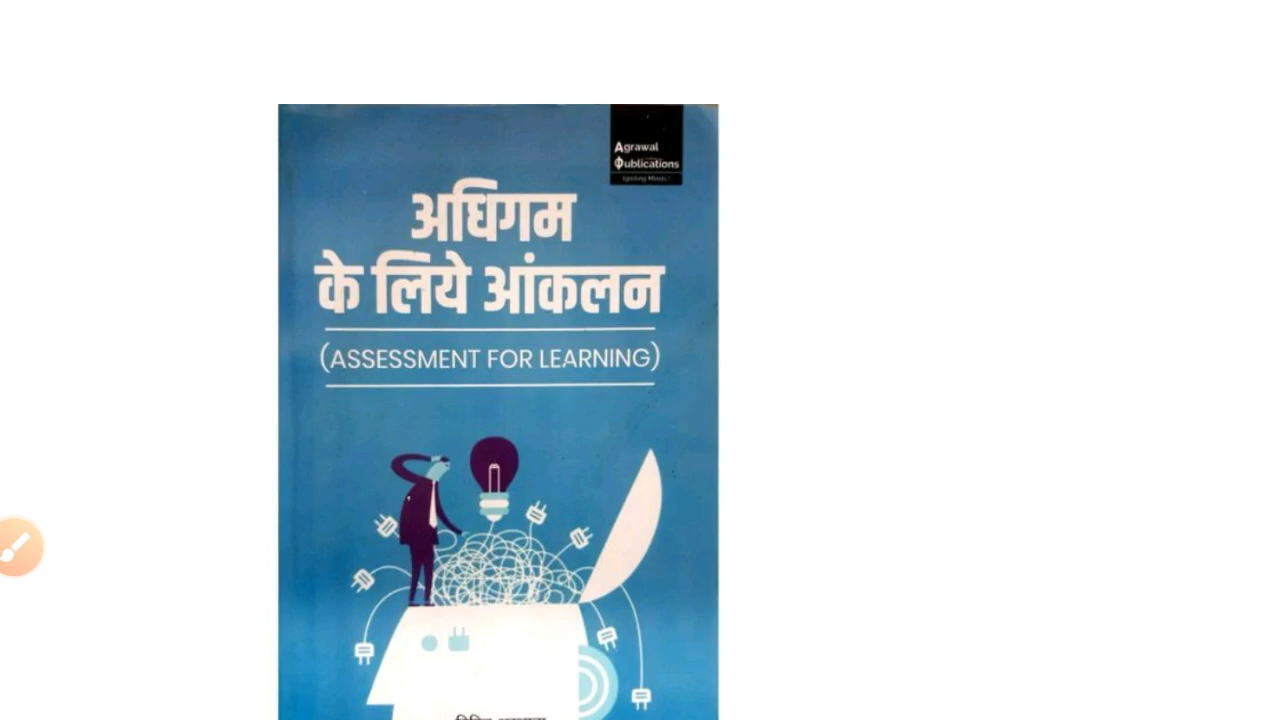 Agrawal
Publications
Igniting Minds!
अधिगम
के लिये आंकलन
(ASSESSMENT FOR LEARNING)